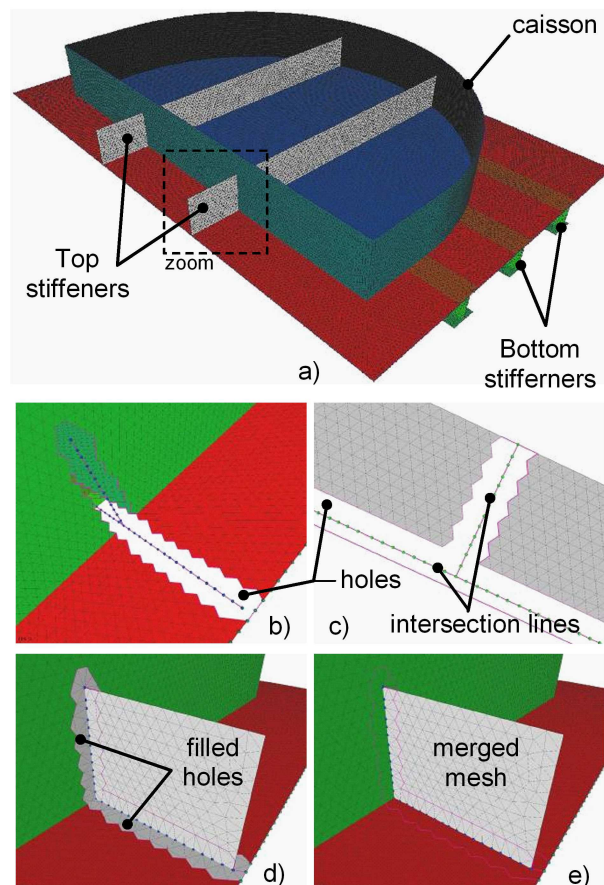 caisson
Top
stiffeners
zoom
Bottom
stifferners
a)
holes
intersection lines
b)
c)
filled
holes
merged
mesh
d)
e)